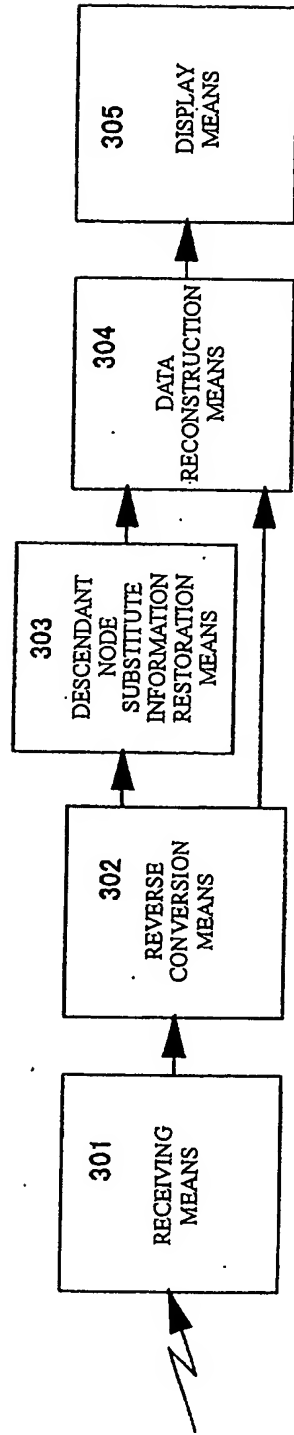 301
RECEIVING
MEANS
302
REVERSE
CONVERSION
MEANS
303
DESCENDANT
NODE
SUBSTITUTE
INFORMATION
RESTORATION
MEANS
304
DATA
RECONSTRUCTION
MEANS
305
DISPLAY
MEANS